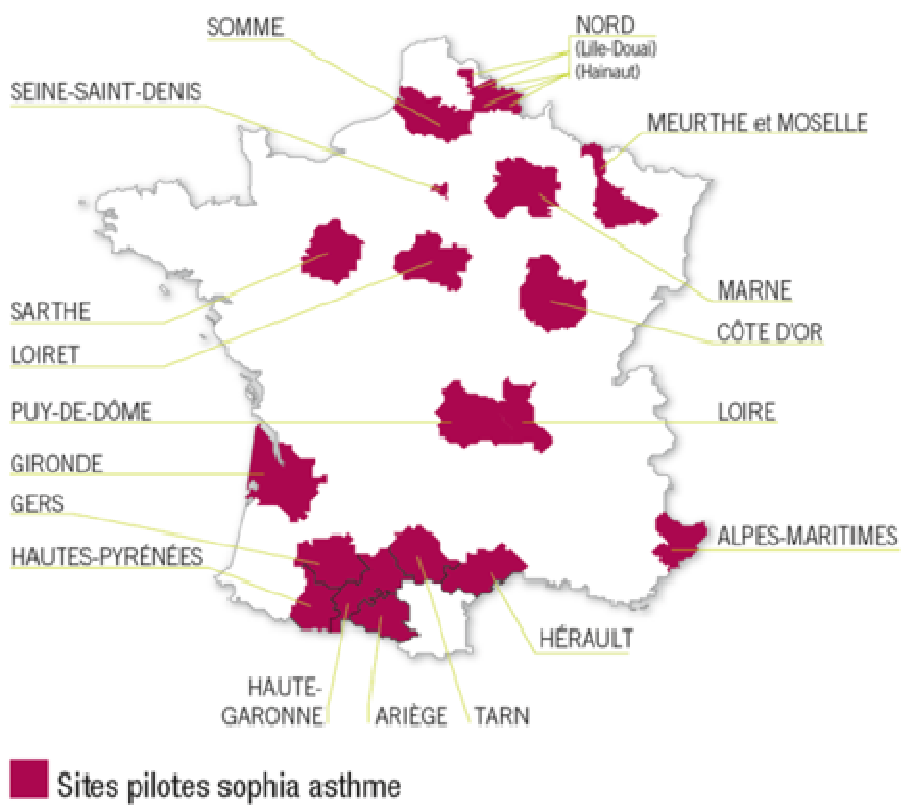 SOMME
NORD
(Lille-Douai)
(Hainaut)
SEINE-SAINT-DENIS
MEURTHE et MOSELLE
MARNE
SARTHE
CÔTE D'OR
LOIRET
PUY-DE-DÔME
LOIRE
GIRONDE
GERS
ALPES-MARITIMES
HAUTES-PYRÉNÉES
HÉRAULT
HAUTE-
GARONNE
ARIÈGE
TARN
Sites pilotes sophia asthme